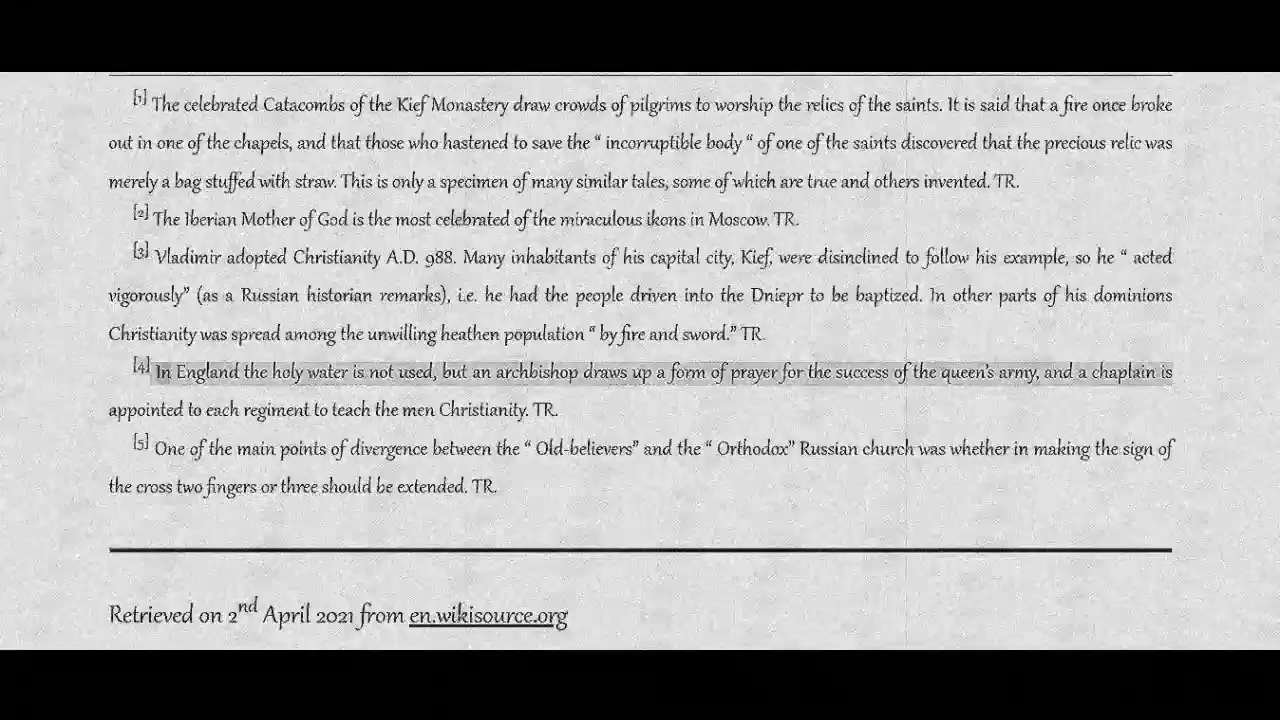 [1] The celebrated Catacombs of the Kief Monastery draw crowds of pilgrims to worship the relics of the saints. It is said that a fire once broke
out in one of the chapels, and that those who hastened to save the “ incorruptible body “ of one of the saints discovered that the precious relic was
merely a bag stuffed with straw. This is only a specimen of many similar tales, some of which are true and others invented. TR.
[2] The Iberian Mother of God is the most celebrated of the miraculous ikons in Moscow. TR.
[3] Vladimir adopted Christianity A.D. 988. Many inhabitants of his capital city, Kief, were disinclined to follow his example, so he “ acted
vigorously” (as a Russian historian remarks), i.e. he had the people driven into the Dniepr to be baptized. In other parts of his dominions
Christianity was spread among the unwilling heathen population “ by fire and sword.” TR.
[4] In England the holy water is not used, but an archbishop draws up a form of prayer for the success of the queen's army, and a chaplain is
appointed to each regiment to teach the men Christianity. TR.
[5] One of the main points of divergence between the “ Old-believers” and the “ Orthodox” Russian church was whether in making the sign of
the cross two fingers or three should be extended. TR.
Retrieved on 2nd April 2021 from en.wikisource.org